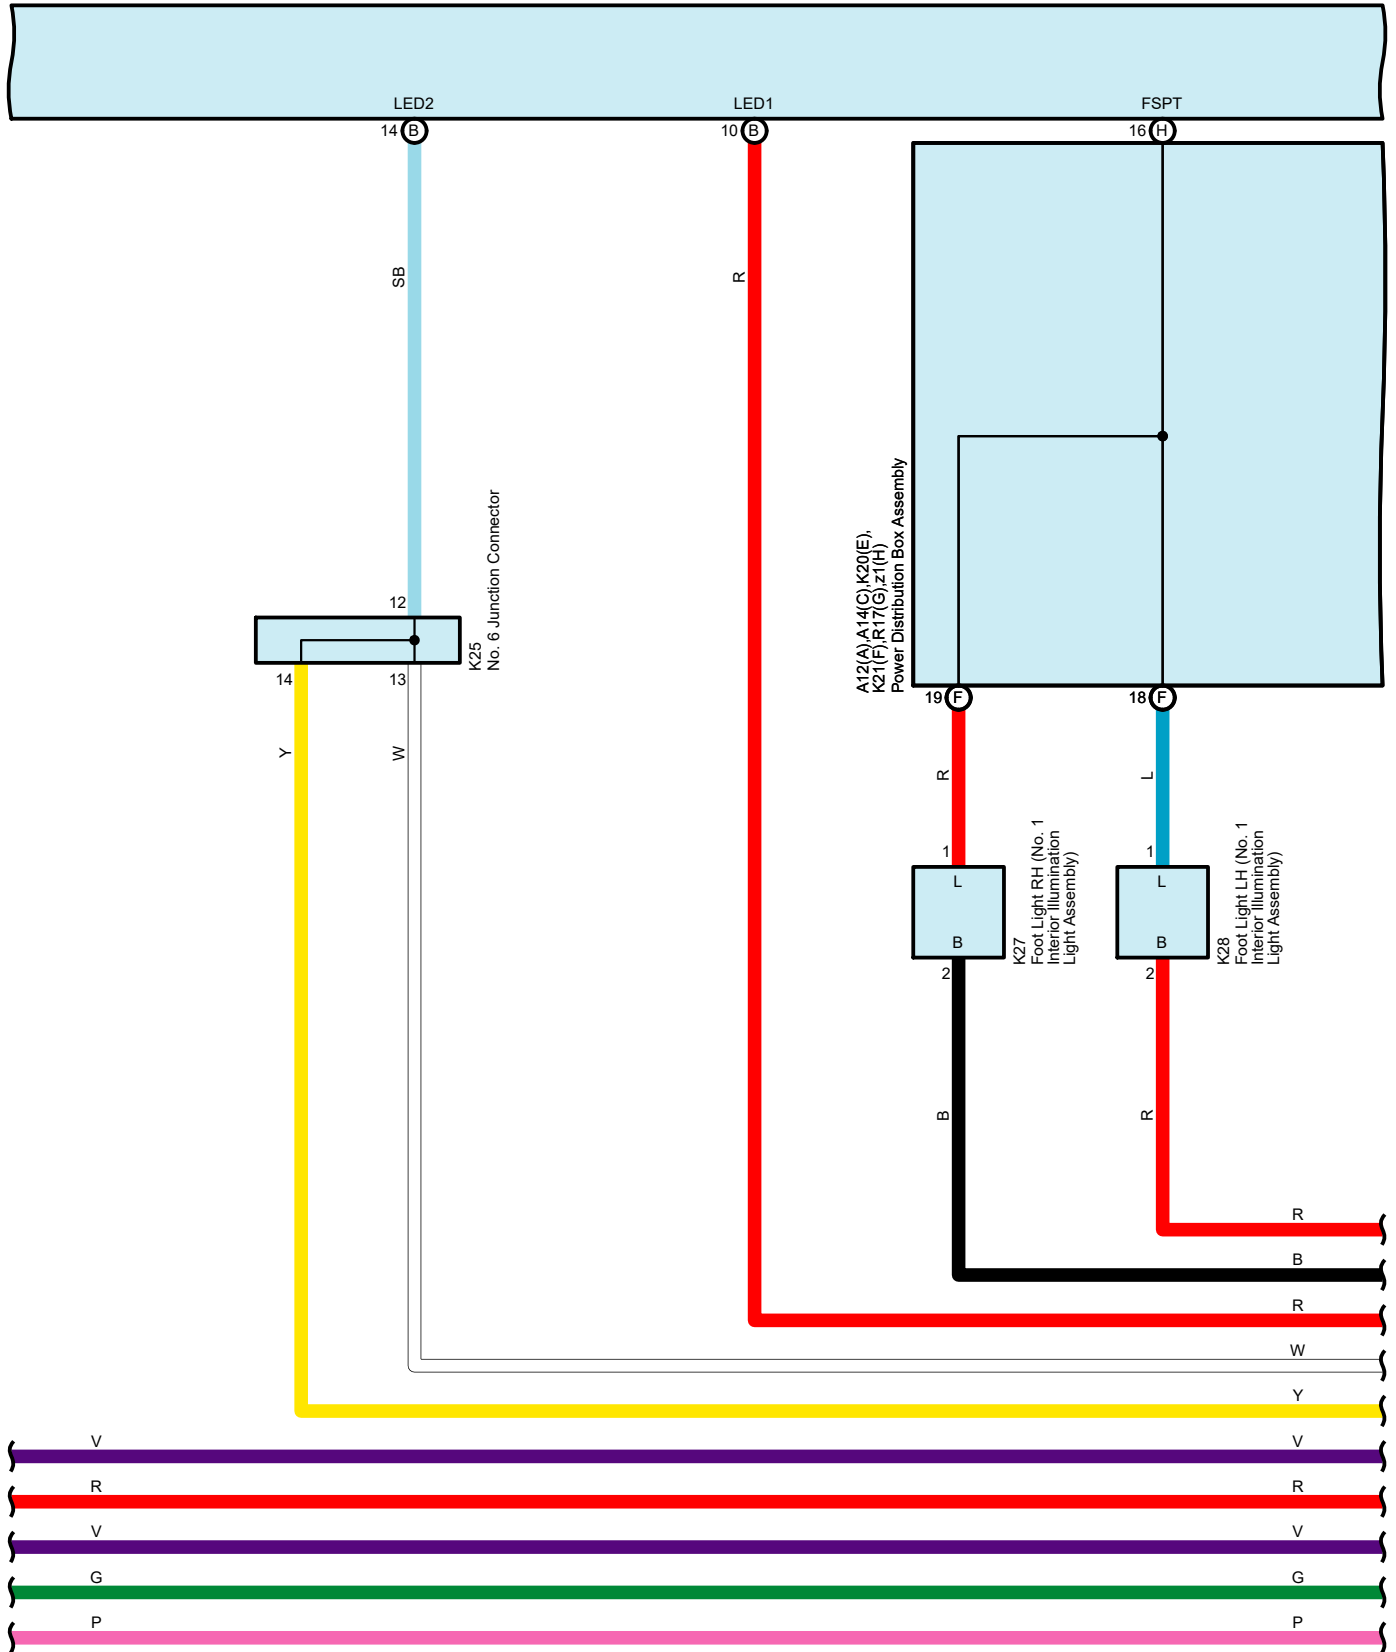 LED2
LED1
FSPT
14 B
10 B
16 H
SB
R
A12(A),A14(C),K20(E),
K21(F),R17(G),z1(H)
Power Distribution Box Assembly
12
K25
No. 6 Junction Connector
14
13
19 F
18 F
Y
W
R
L
1
1
L
L
B
B
K27
Foot Light RH (No. 1
Interior Illumination
Light Assembly)
K28
Foot Light LH (No. 1
Interior Illumination
Light Assembly)
2
2
B
R
R
B
R
W
Y
V
V
R
R
V
V
G
G
P
P